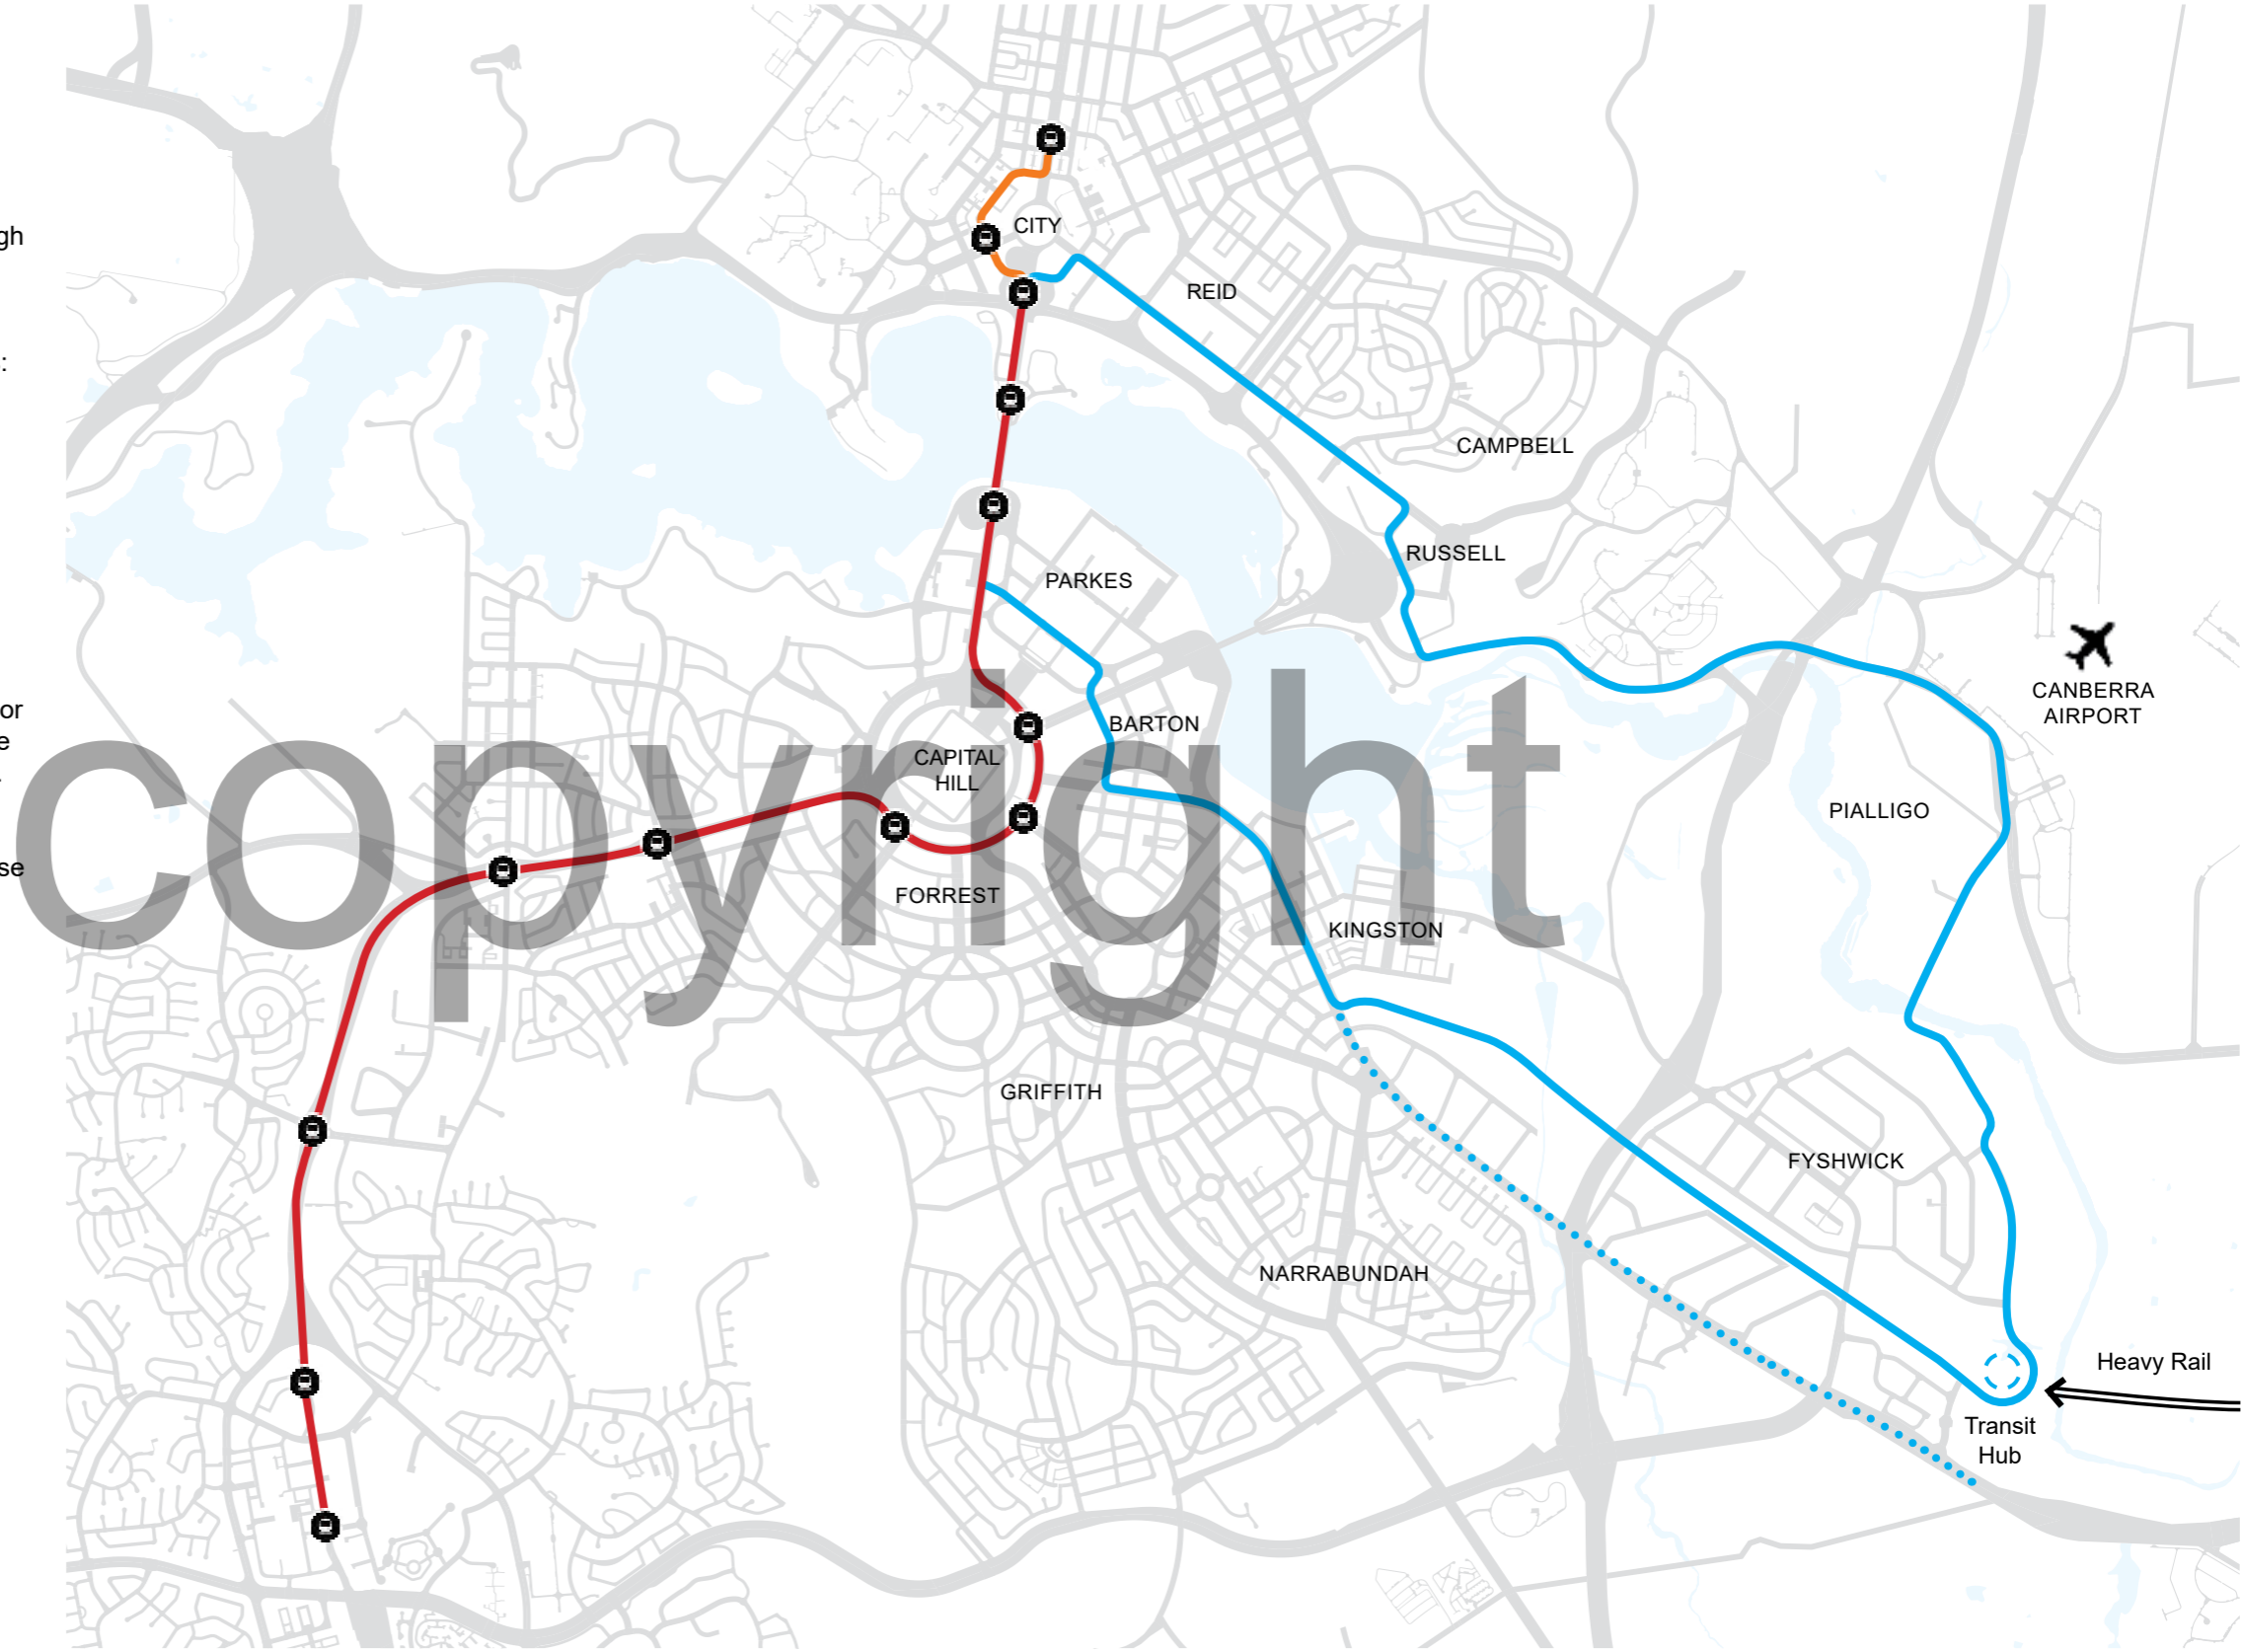 gh
:
or
e
se
CITY
REID
CAMPBELL
RUSSELL
PARKES
CANBERRA
AIRPORT
BARTON
CAPITAL
HILL
PIALLIGO
FORREST
KINGSTON
GRIFFITH
FYSHWICK
NARRABUNDAH
Heavy Rail
Transit
Hub
copyright